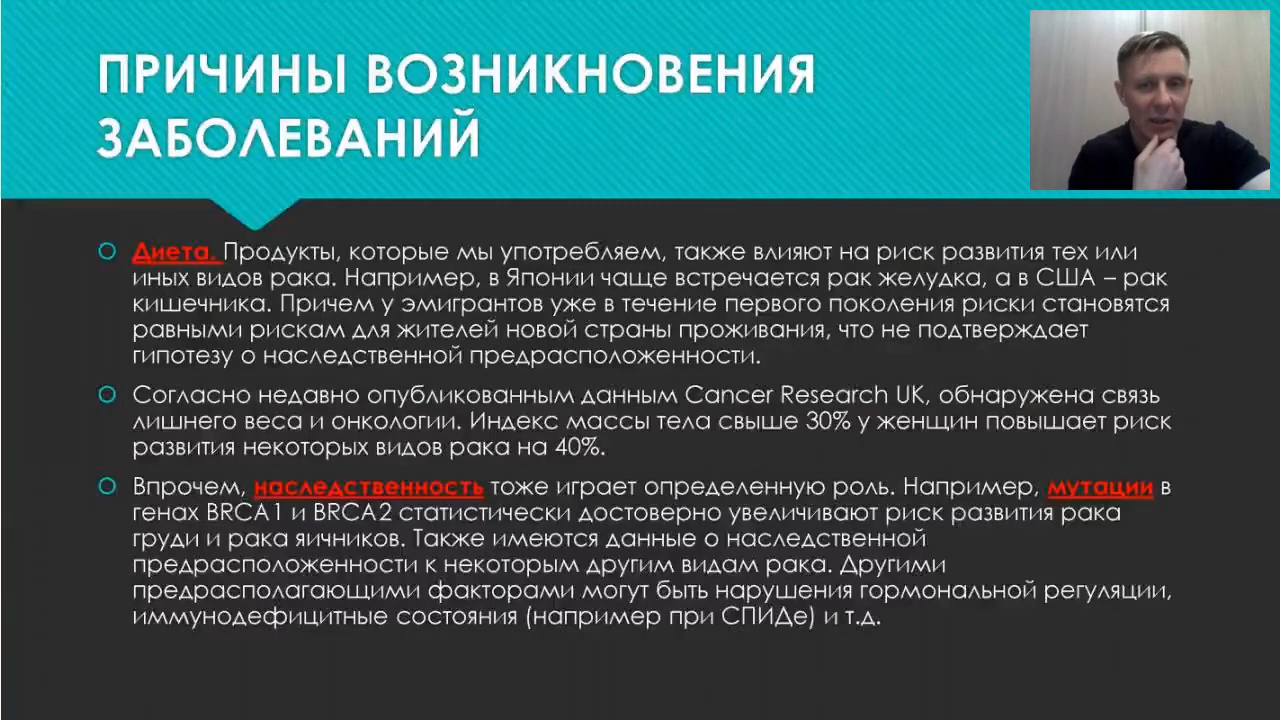 ПРИЧИНЫ ВОЗНИКНОВЕНИЯ
ЗАБОЛЕВАНИЙ
Диета. Продукты, которые мы употребляем, также влияют на риск развития тех или
иных видов рака. Например, в Японии чаще встречается рак желудка, а в США – рак
кишечника. Причем у эмигрантов уже в течение первого поколения риски становятся
равными рискам для жителей новой страны проживания, что не подтверждает
гипотезу о наследственной предрасположенности.
Согласно недавно опубликованным данным Cancer Research UK, обнаружена связь
лишнего веса и онкологии. Индекс массы тела свыше 30% у женщин повышает риск
развития некоторых видов рака на 40%.
Впрочем, наследственность тоже играет определенную роль. Например, мутации в
генах BRCA1 и BRCA2 статистически достоверно увеличивают риск развития рака
груди и рака яичников. Также имеются данные о наследственной
предрасположенности к некоторым другим видам рака. Другими
предрасполагающими факторами могут быть нарушения гормональной регуляции,
иммунодефицитные состояния (например при СПИДе) и т.д.